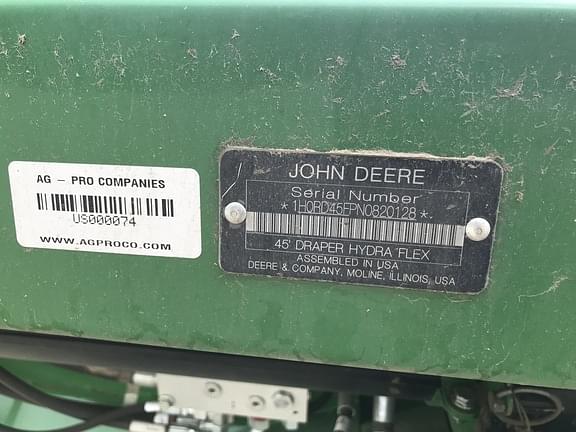 AG - PRO COMPANIES
US000074
WWW.AGPROCO.COM
JOHN DEERE
Serial Number
*1H0RD45FPN0820128*
45' DRAPER HYDRA FLEX
ASSEMBLED IN USA
DEERE & COMPANY, MOLINE, ILLINOIS, USA